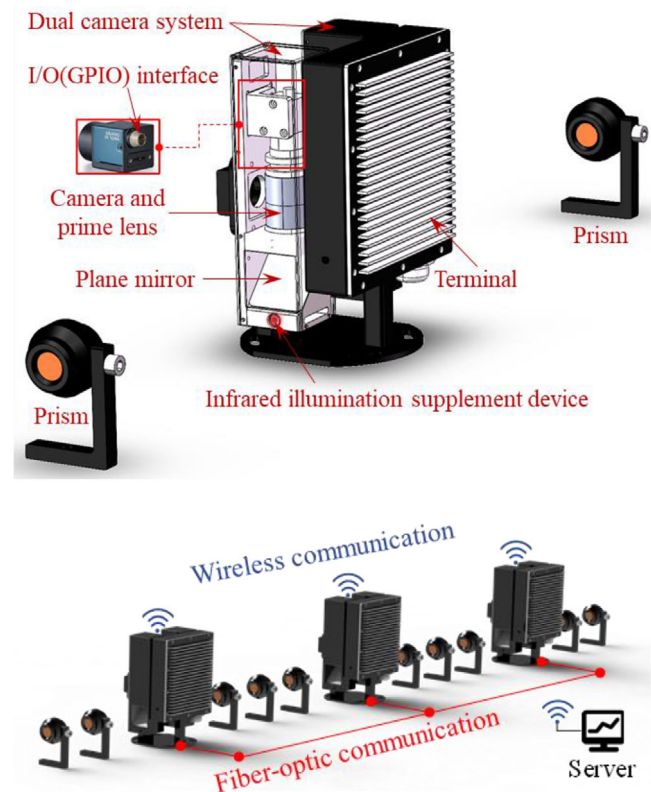 Dual camera system
I/O(GPIO) interface
Camera and
prime lens
Prism
Plane mirror
Terminal
Prism
Infrared illumination supplement device
Wireless communication
Fiber-optic communication
Server